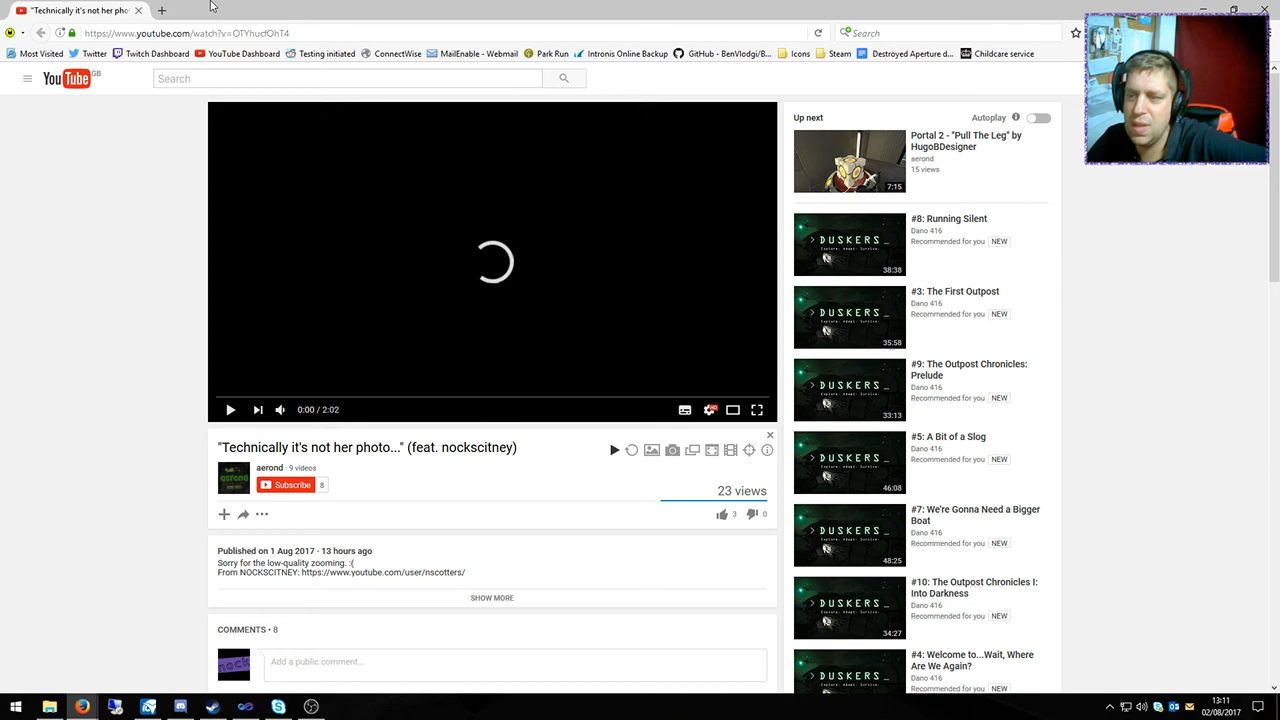 "Technically it's not her phot
https://www.youtube.com/watch?v=OTYhucfOhT4
Search
Most Visited
Twitter
Twitch Dashboard
YouTube Dashboard
Testing initiated
ConnectWise
MailEnable - Webmail
Park Run
Intronis Online Backup
GitHub - BenVlodgi/B...
Icons
Steam
Destroyed Aperture d...
Childcare service
YouTube GB
Search
Up next
Autoplay
Portal 2 - "Pull The Leg" by
HugoBDesigner
aerond
15 views
7:15
#8: Running Silent
Dano 416
Recommended for you NEW
DUSKERS_
38:38
#3: The First Outpost
Dano 416
Recommended for you NEW
DUSKERS_
35:58
#9: The Outpost Chronicles:
Prelude
Dano 416
Recommended for you NEW
DUSKERS_
33:13
#5: A Bit of a Slog
Dano 416
Recommended for you NEW
DUSKERS_
46:08
#7: We're Gonna Need a Bigger
Boat
Dano 416
Recommended for you NEW
DUSKERS_
48:25
#10: The Outpost Chronicles I:
Into Darkness
Dano 416
Recommended for you NEW
DUSKERS_
34:27
#4: Welcome to...Wait, Where
Are We Again?
Dano 416
Recommended for you NEW
DUSKERS_
0:00 / 2:02
"Technically it's not her photo..." (feat. nockscitney)
aerond · 9 videos
Subscribe 8
23 views
3 0
Published on 1 Aug 2017 · 13 hours ago
Sorry for the low-quality zooming. :(
From NOCKSCITNEY: https://www.youtube.com/user/nscotters/
SHOW MORE
COMMENTS • 8
nock
Add a public comment...
13:11
02/08/2017